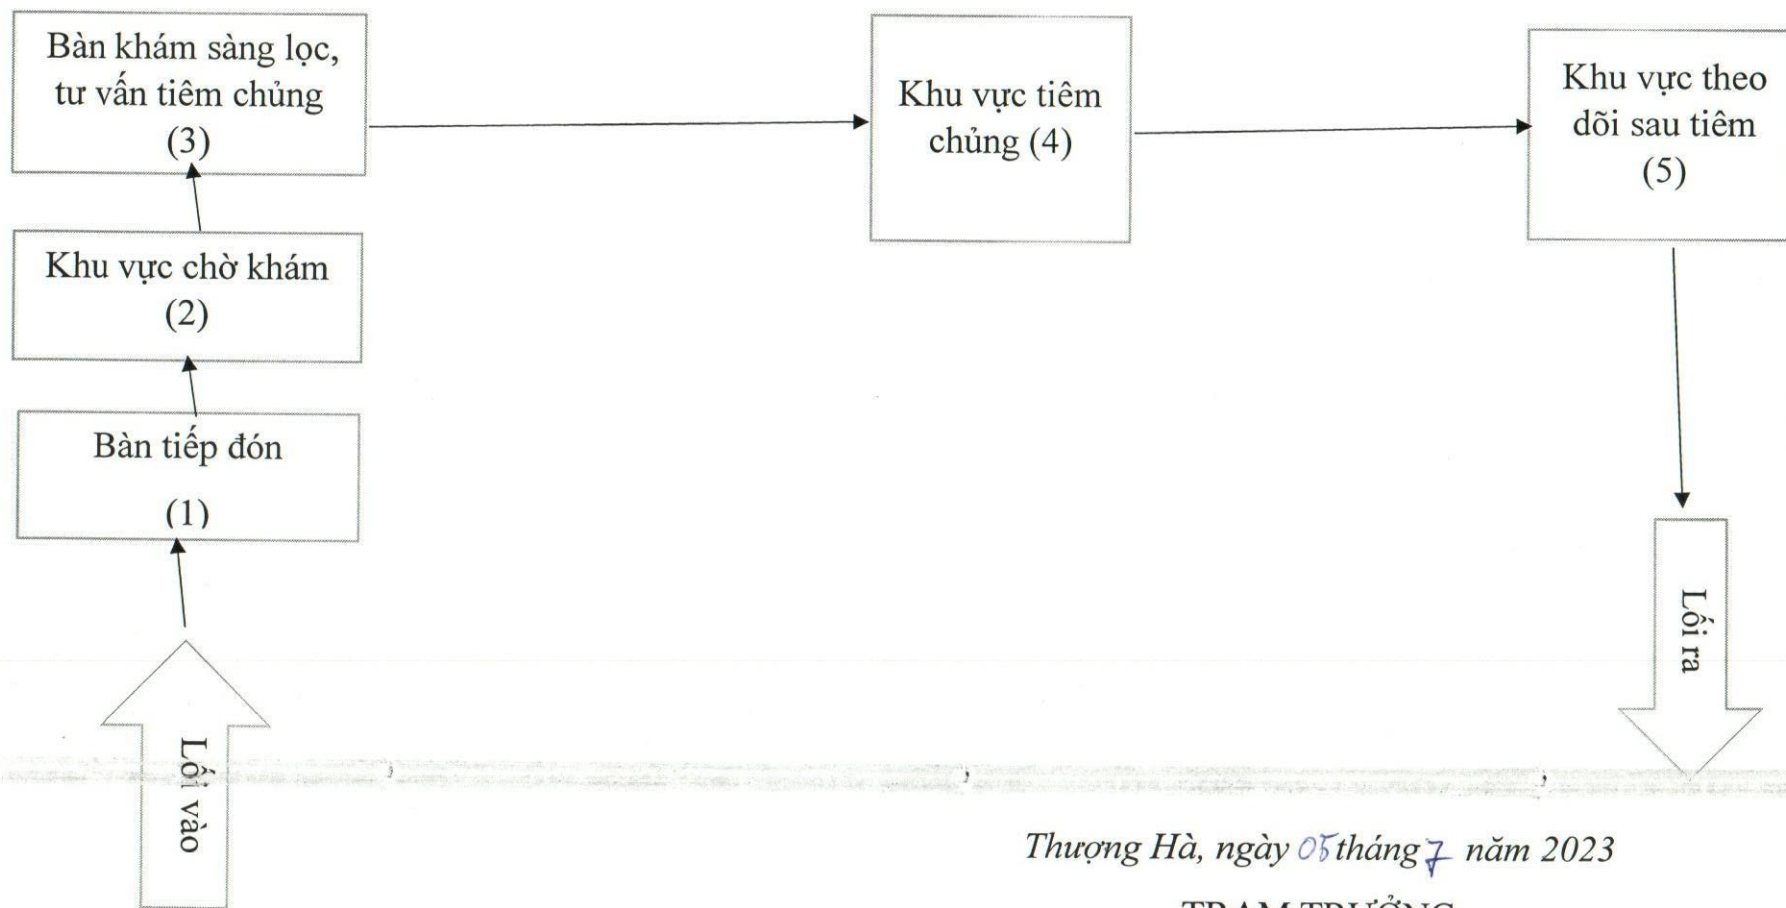 Bàn khám sàng lọc,
tư vấn tiêm chủng
(3)
Khu vực tiêm
chủng (4)
Khu vực theo
dõi sau tiêm
(5)
Khu vực chờ khám
(2)
Bàn tiếp đón
(1)
Lối vào
Lối ra
Thượng Hà, ngày 05 tháng 7 năm 2023
TRẠM TRƯỞNG